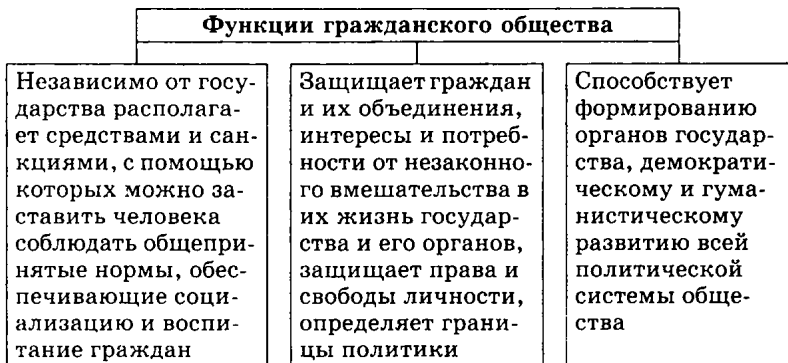 Функции гражданского общества
Независимо от госу-
дарства располага-
ет средствами и сан-
кциями, с помощью
которых можно за-
ставить человека
соблюдать общепри-
нятые нормы, обес-
печивающие соци-
ализацию и воспи-
тание граждан
Защищает граждан
и их объединения,
интересы и потреб-
ности от незаконно-
го вмешательства в
их жизнь государ-
ства и его органов,
защищает права и
свободы личности,
определяет грани-
цы политики
Способствует
формированию
органов государ-
ства, демократи-
ческому и гума-
нистическому
развитию всей
политической
системы обще-
ства